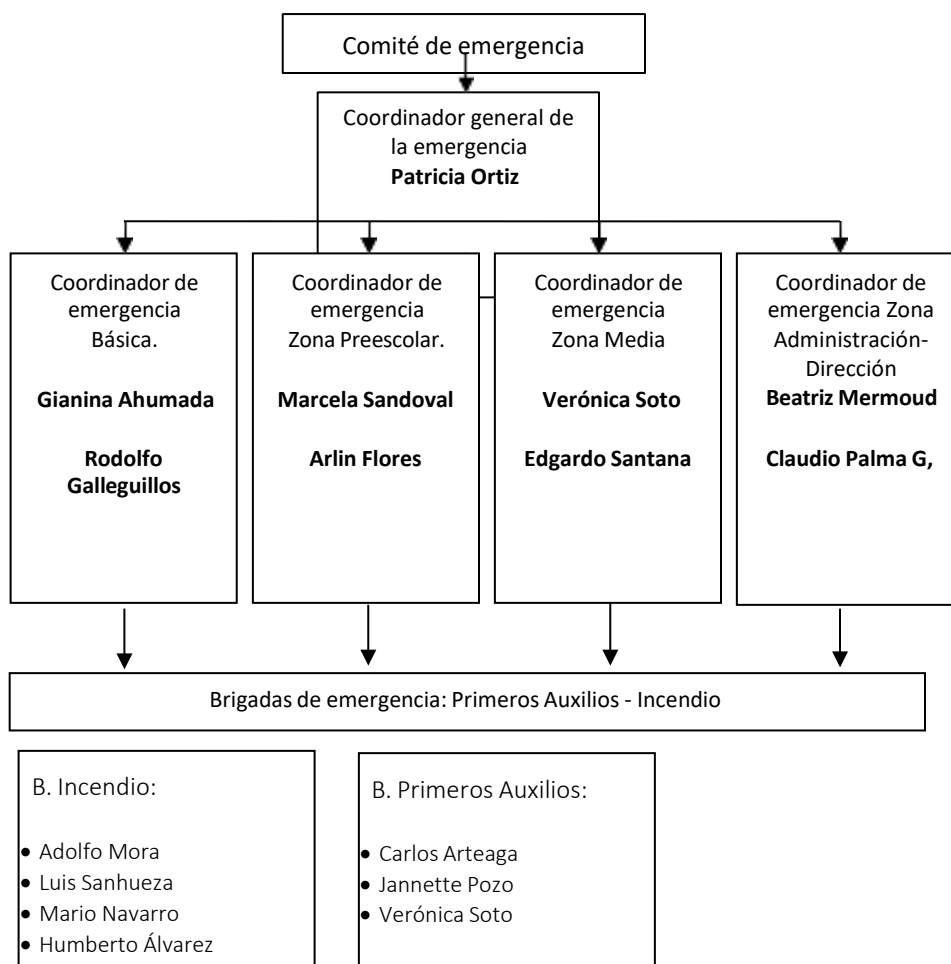 Comité de emergencia
Coordinador general de
la emergencia
Patricia Ortiz
Coordinador de
emergencia
Básica.
Gianina Ahumada
Rodolfo
Galleguillos
Coordinador de
emergencia
Zona Preescolar.
Marcela Sandoval
Arlin Flores
Coordinador de
emergencia
Zona Media
Verónica Soto
Edgardo Santana
Coordinador de
emergencia Zona
Administración-
Dirección
Beatriz Mermoud
Claudio Palma G,
Brigadas de emergencia: Primeros Auxilios - Incendio
B. Incendio:
• Adolfo Mora
• Luis Sanhueza
• Mario Navarro
• Humberto Álvarez
B. Primeros Auxilios:
• Carlos Arteaga
• Jannette Pozo
• Verónica Soto